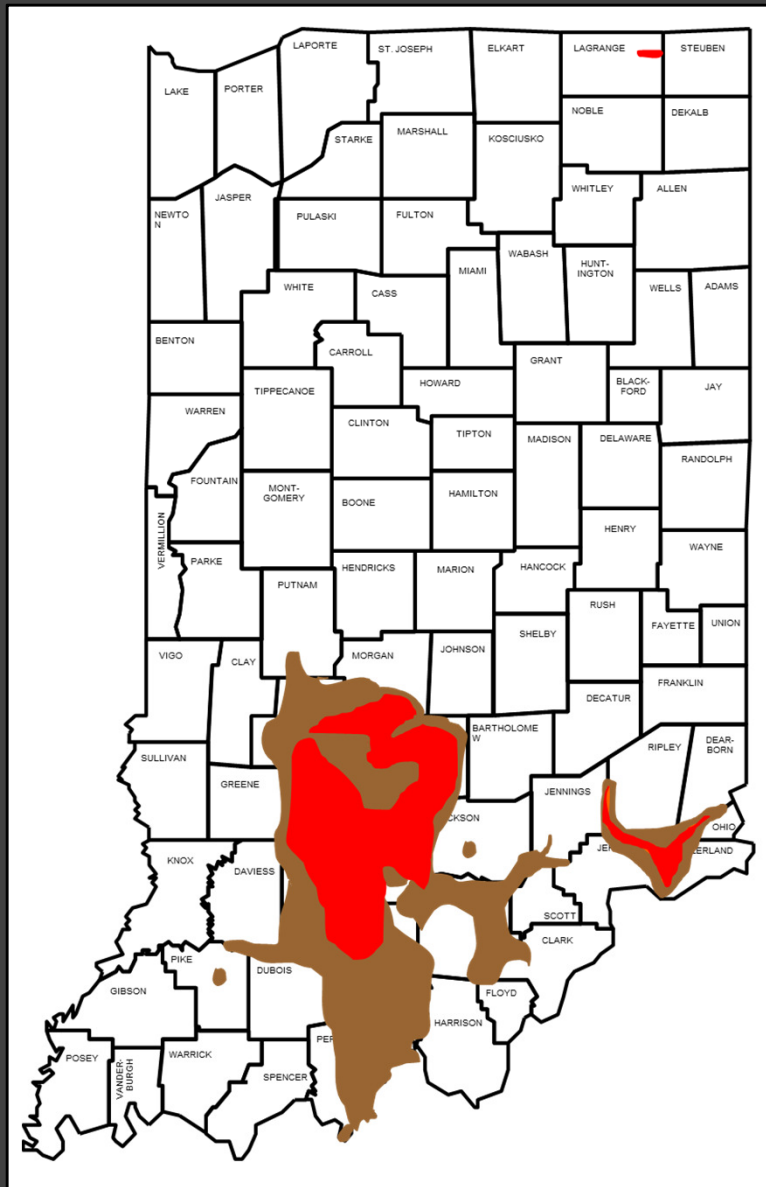 LAPORTE
ST. JOSEPH
ELKART
LAGRANGE
STEUBEN
LAKE
PORTER
NOBLE
DEKALB
STARKE
MARSHALL
KOSCIUSKO
WHITLEY
ALLEN
JASPER
NEWTO
N
PULASKI
FULTON
WABASH
HUNT-
INGTON
MIAMI
WELLS
ADAMS
WHITE
CASS
BENTON
CARROLL
GRANT
HOWARD
BLACK-
FORD
JAY
TIPPECANOE
WARREN
CLINTON
TIPTON
MADISON
DELAWARE
RANDOLPH
FOUNTAIN
MONT-
GOMERY
BOONE
HAMILTON
VERMILLION
HENRY
WAYNE
PARKE
HENDRICKS
MARION
HANCOCK
PUTNAM
RUSH
SHELBY
FAYETTE
UNION
VIGO
CLAY
MORGAN
JOHNSON
FRANKLIN
DECATUR
BARTHOLOME
W
RIPLEY
DEAR-
BORN
SULLIVAN
GREENE
JENNINGS
CKSON
OHIO
KNOX
DAVIESS
JE
ERLAND
SCOTT
CLARK
PIKE
DUBOIS
GIBSON
FLOYD
HARRISON
POSEY
VANDER-
BURGH
WARRICK
PE
SPENCER